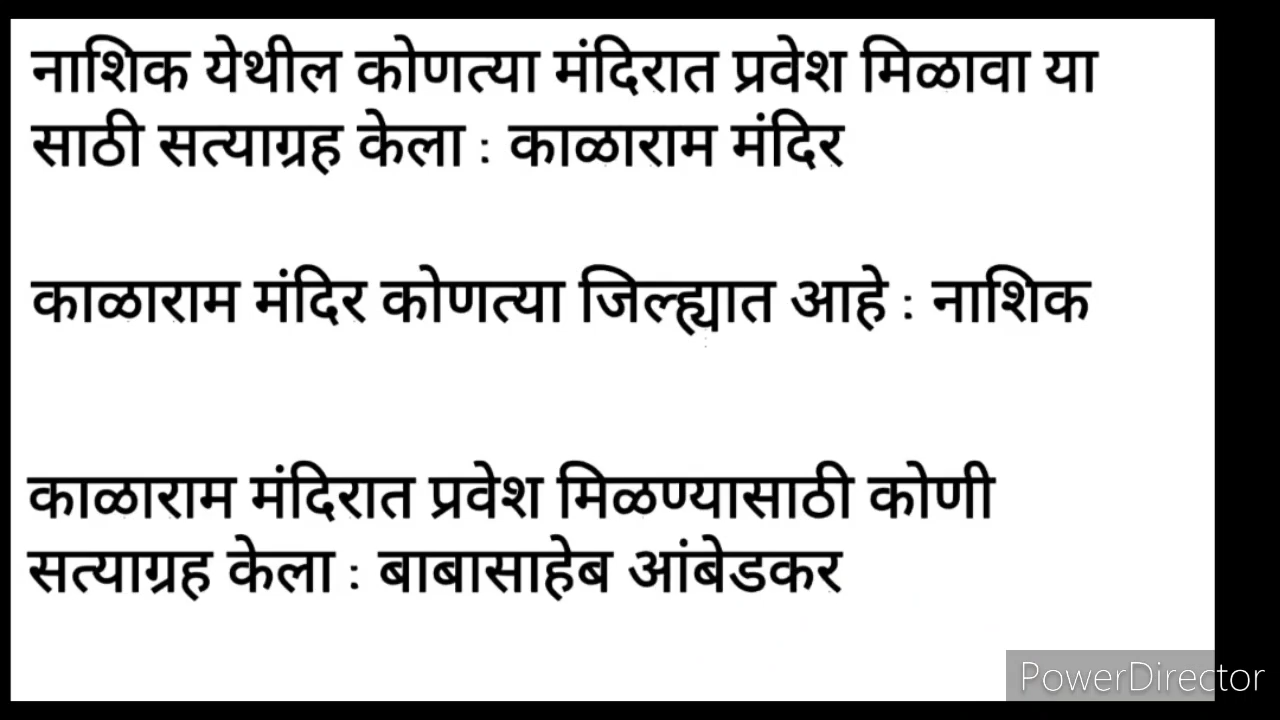 नाशिक येथील कोणत्या मंदिरात प्रवेश मिळावा या
साठी सत्याग्रह केला : काळाराम मंदिर
काळाराम मंदिर कोणत्या जिल्ह्यात आहे : नाशिक
काळाराम मंदिरात प्रवेश मिळण्यासाठी कोणी
सत्याग्रह केला : बाबासाहेब आंबेडकर
PowerDirector